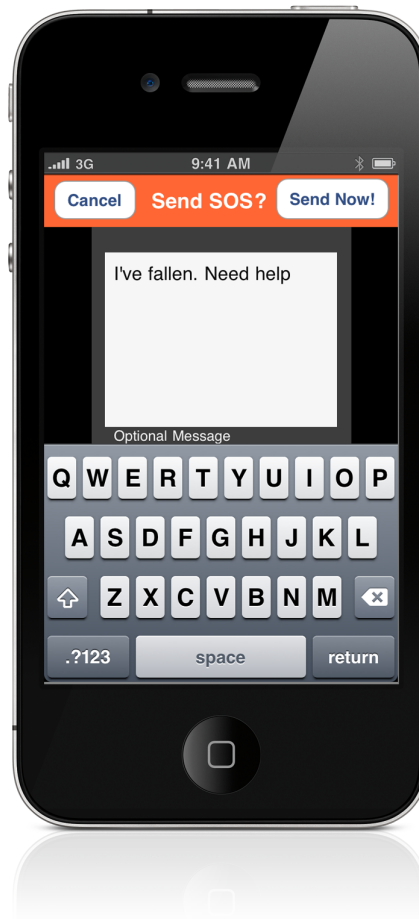 3G 9:41 AM
Cancel Send SOS? Send Now!
I've fallen. Need help
Optional Message
Q W E R T Y U I O P
A S D F G H J K L
Z X C V B N M
.?123 space return